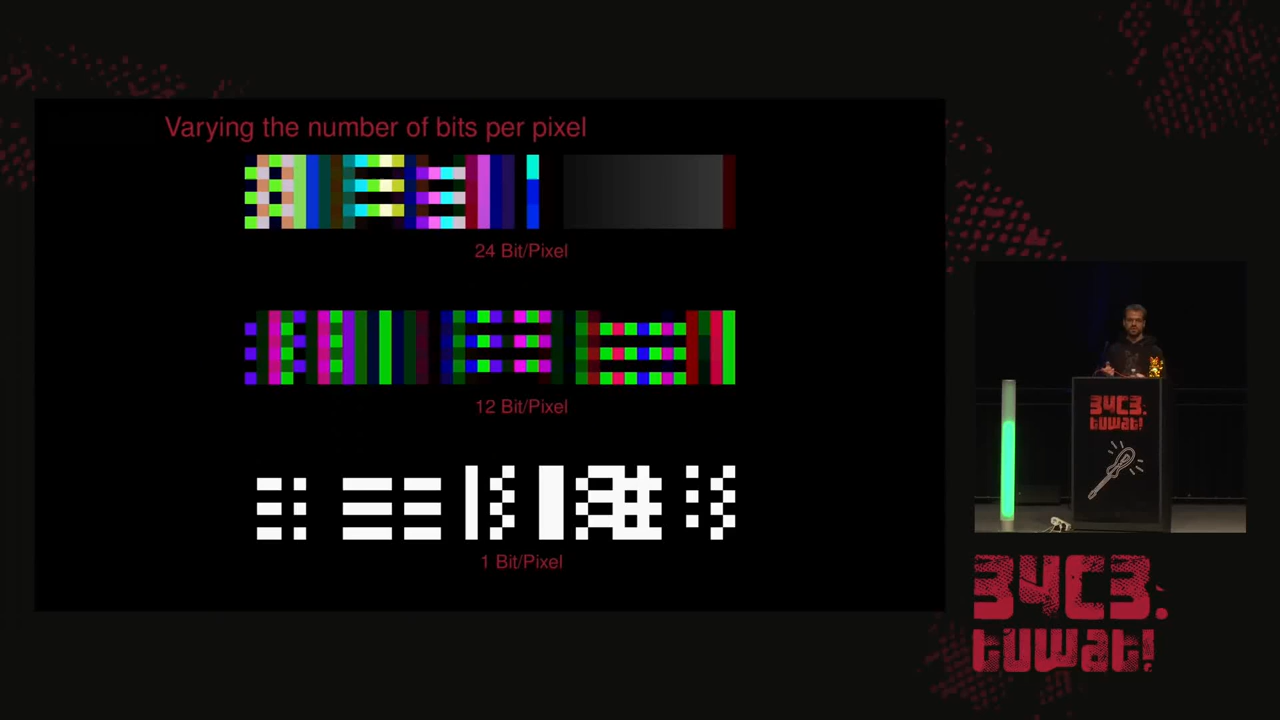 Varying the number of bits per pixel
24 Bit/Pixel
12 Bit/Pixel
1 Bit/Pixel
34C3.
tuwat!
34C3.
tuwat!